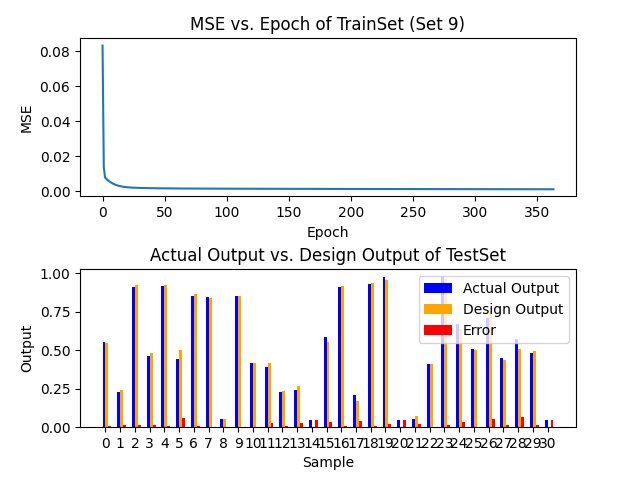 MSE vs. Epoch of TrainSet (Set 9)
0.08
0.06
0.04
0.02
0.00
MSE
0 50 100 150 200 250 300 350
Epoch
Actual Output vs. Design Output of TestSet
1.00
0.75
0.50
0.25
0.00
Output
Actual Output
Design Output
Error
0 1 2 3 4 5 6 7 8 9 10 11 12 13 14 15 16 17 18 19 20 21 22 23 24 25 26 27 28 29 30
Sample